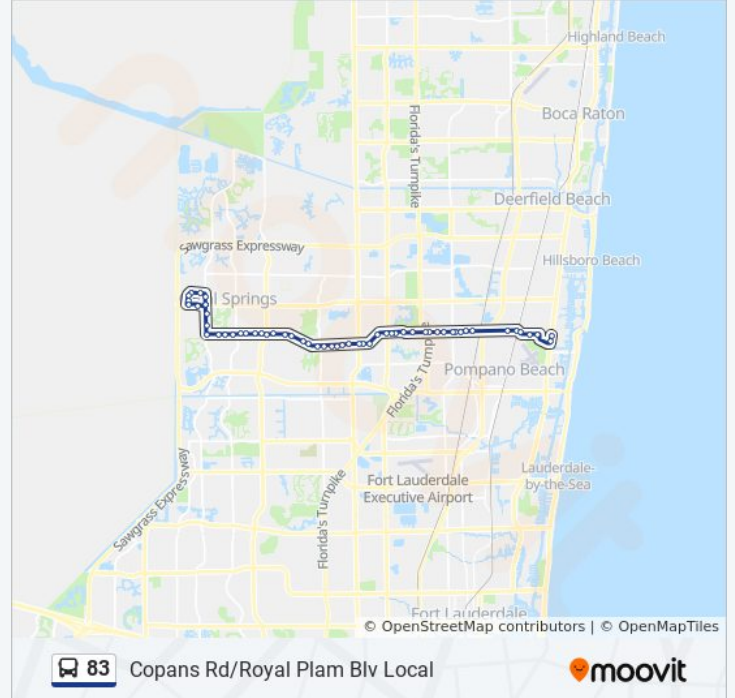 Highland Beach
Boca Raton
Florida's Turnpike
Deerfield Beach
Sawgrass Expressway
Hillsboro Beach
l Springs
Florida's Turnpike
Pompano Beach
Sawgrass Expressway
Florida's Turnpike
Fort Lauderdale
Executive Airport
Lauderdale-
by-the-Sea
Fort Lauderdale
© OpenStreetMap contributors | © OpenMapTiles
83 Copans Rd/Royal Plam Blv Local
moovit